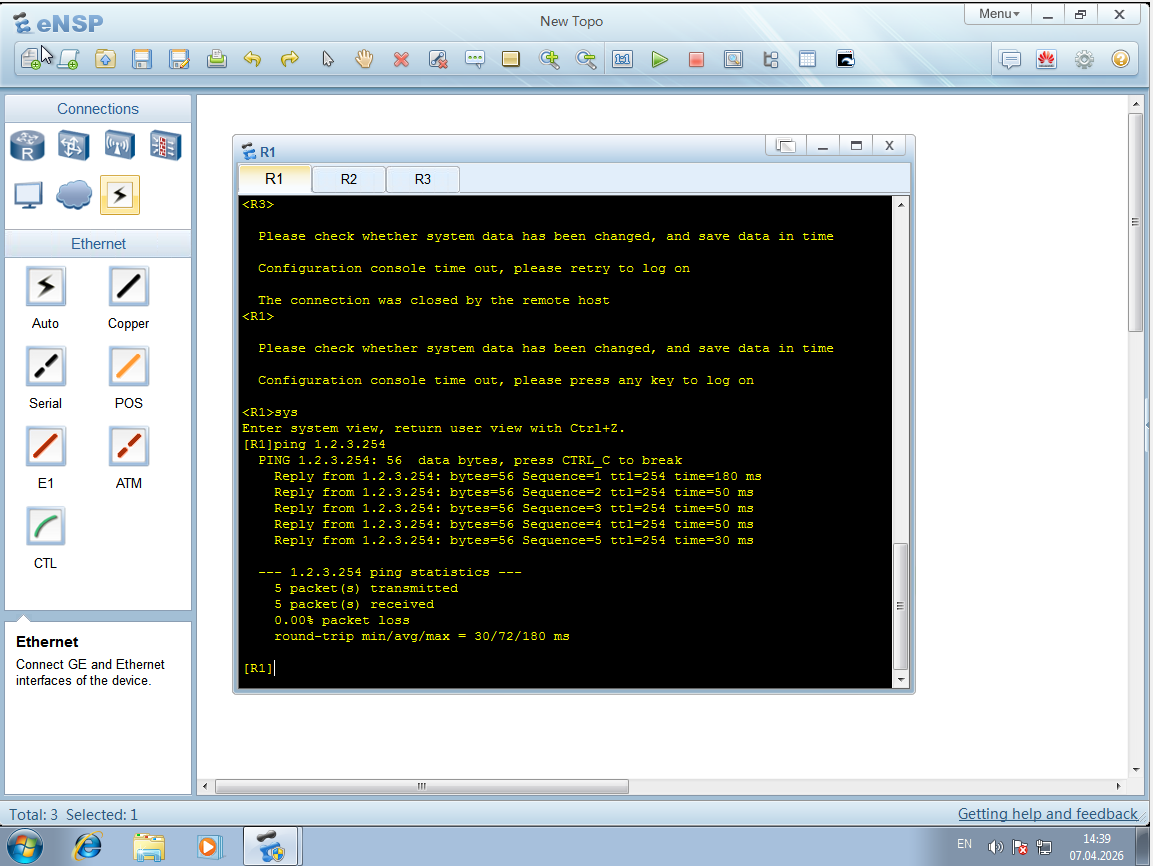 eNSP
New Topo
Menu
Connections
R
Ethernet
Auto
Copper
Serial
POS
E1
ATM
CTL
Ethernet
Connect GE and Ethernet
interfaces of the device.
R1
R1
R2
R3
<R3>
Please check whether system data has been changed, and save data in time
Configuration console time out, please retry to log on
The connection was closed by the remote host
<R1>
Please check whether system data has been changed, and save data in time
Configuration console time out, please press any key to log on
<R1>sys
Enter system view, return user view with Ctrl+Z.
[R1]ping 1.2.3.254
PING 1.2.3.254: 56  data bytes, press CTRL_C to break
Reply from 1.2.3.254: bytes=56 Sequence=1 ttl=254 time=180 ms
Reply from 1.2.3.254: bytes=56 Sequence=2 ttl=254 time=50 ms
Reply from 1.2.3.254: bytes=56 Sequence=3 ttl=254 time=50 ms
Reply from 1.2.3.254: bytes=56 Sequence=4 ttl=254 time=50 ms
Reply from 1.2.3.254: bytes=56 Sequence=5 ttl=254 time=30 ms
--- 1.2.3.254 ping statistics ---
5 packet(s) transmitted
5 packet(s) received
0.00% packet loss
round-trip min/avg/max = 30/72/180 ms
[R1]
Total: 3 Selected: 1
Getting help and feedback
EN
14:39
07.04.2026